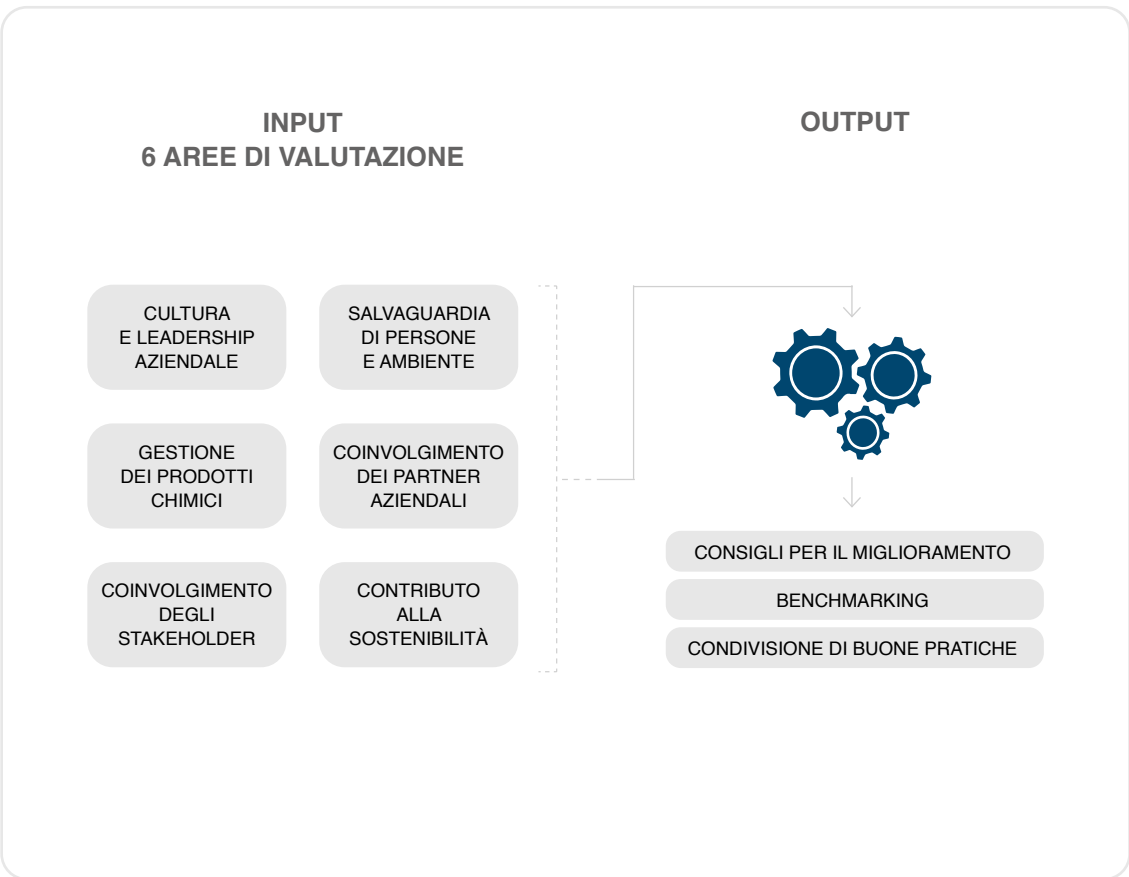 INPUT
6 AREE DI VALUTAZIONE
OUTPUT
CULTURA
E LEADERSHIP
AZIENDALE
SALVAGUARDIA
DI PERSONE
E AMBIENTE
GESTIONE
DEI PRODOTTI
CHIMICI
COINVOLGIMENTO
DEI PARTNER
AZIENDALI
COINVOLGIMENTO
DEGLI
STAKEHOLDER
CONTRIBUTO
ALLA
SOSTENIBILITÀ
CONSIGLI PER IL MIGLIORAMENTO
BENCHMARKING
CONDIVISIONE DI BUONE PRATICHE